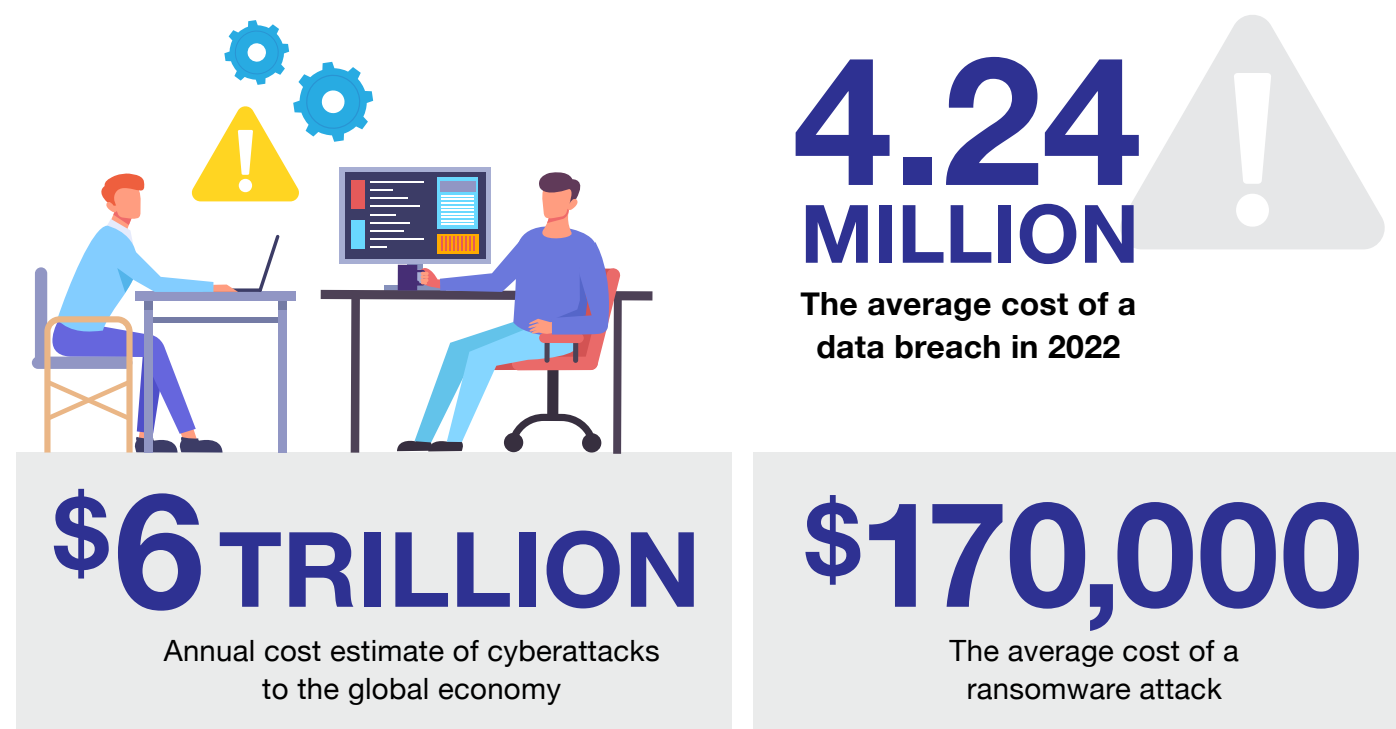 4.24
MILLION
The average cost of a
data breach in 2022
$6 TRILLION
Annual cost estimate of cyberattacks
to the global economy
$170,000
The average cost of a
ransomware attack